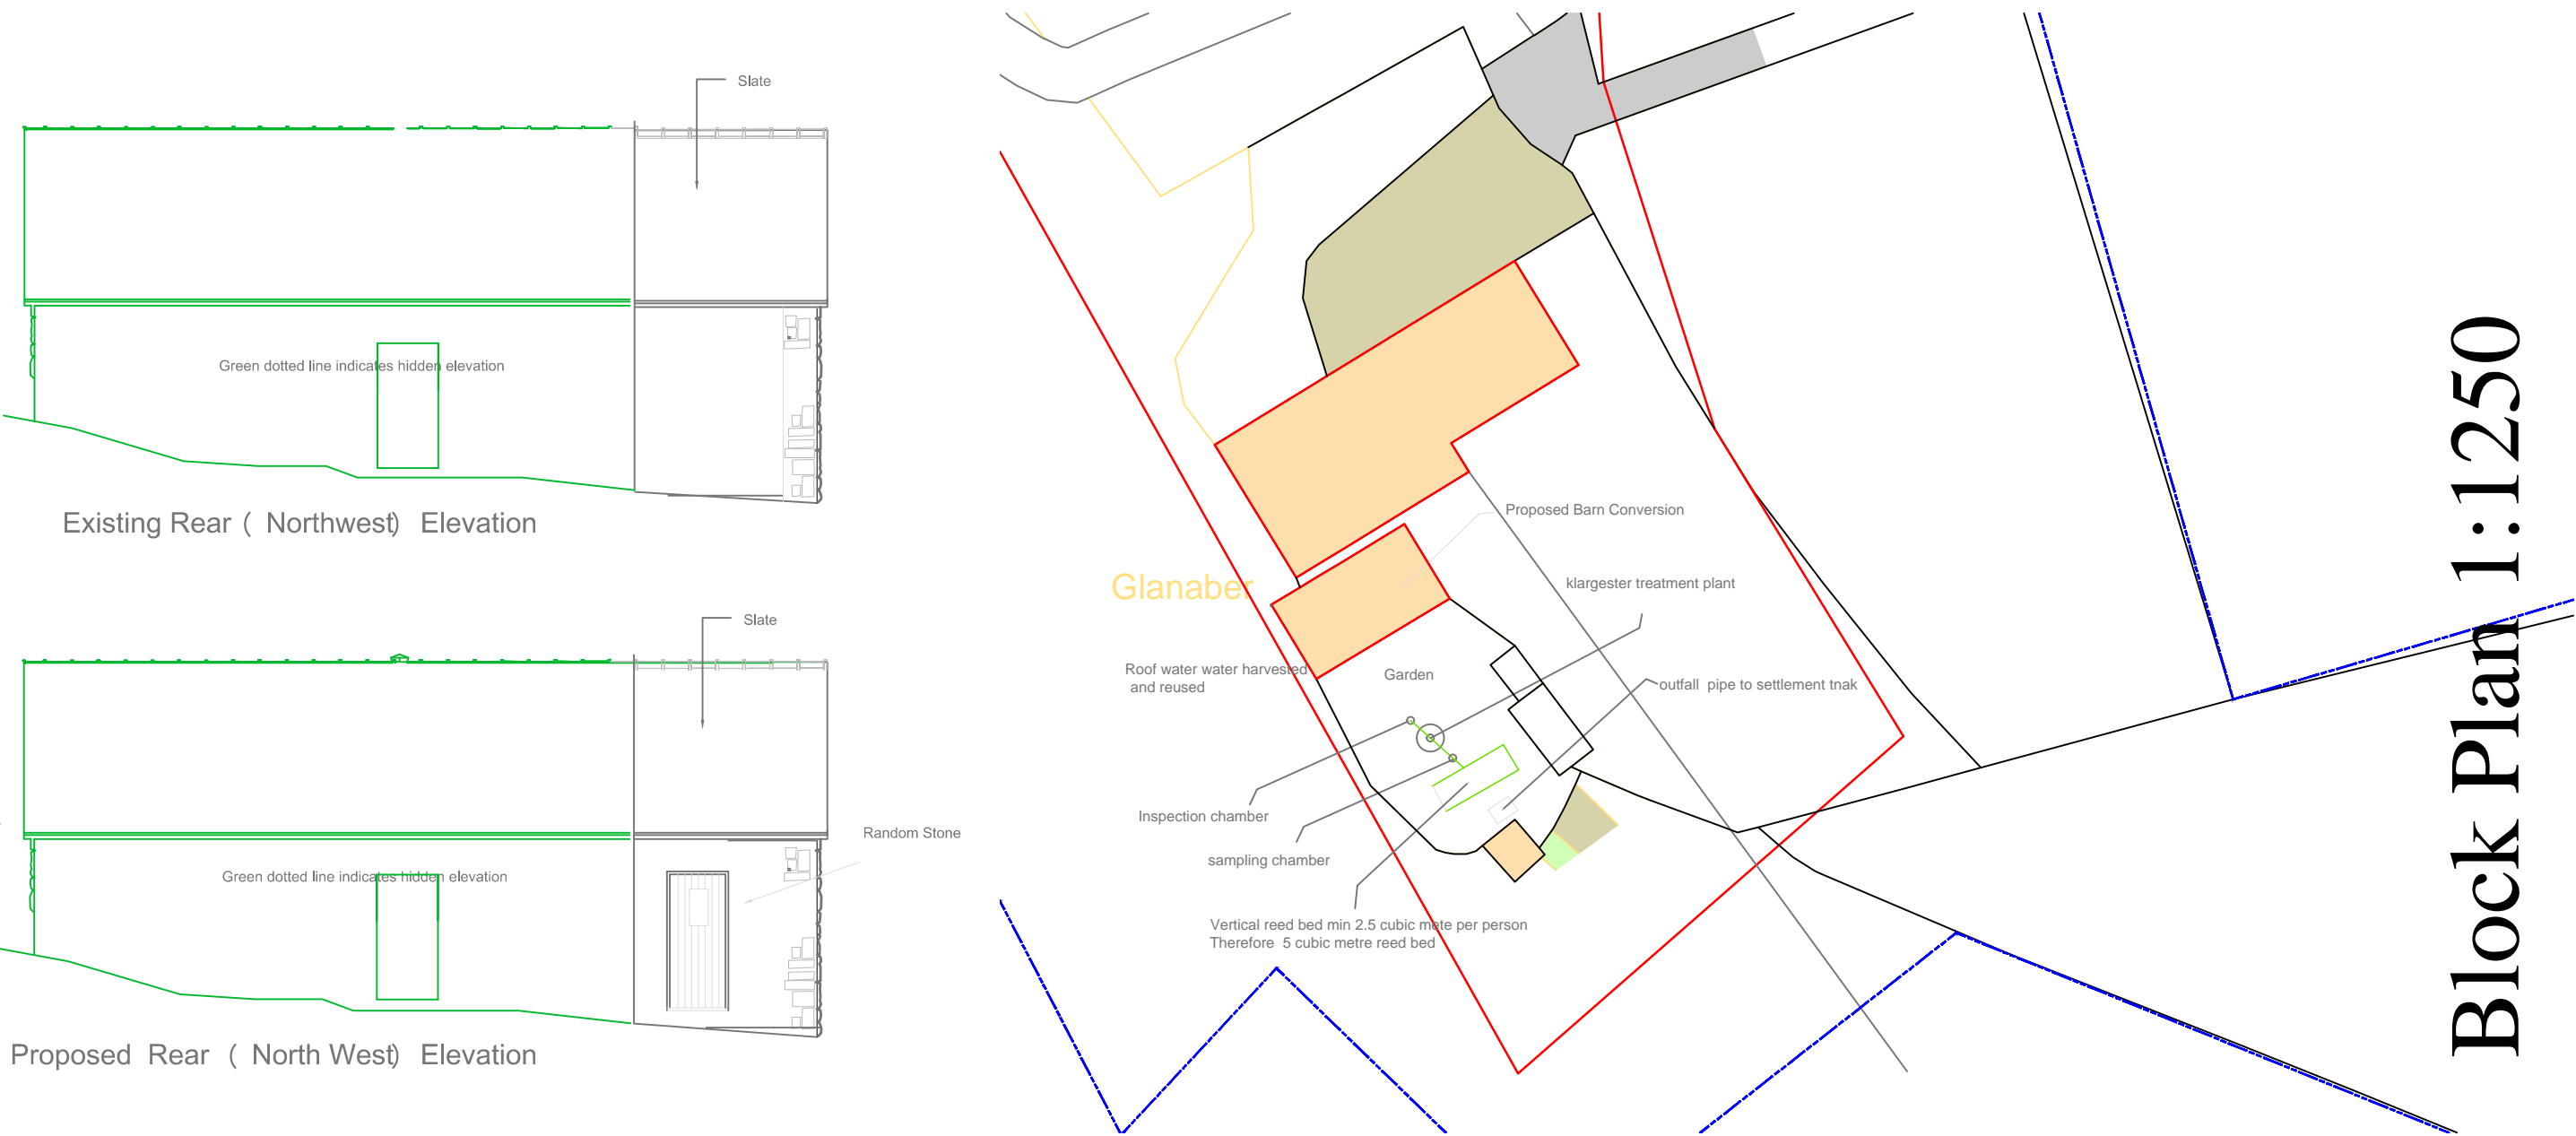 Slate
Green dotted line indicates hidden elevation
Existing Rear ( Northwest) Elevation
Slate
Random Stone
Green dotted line indicates hidden elevation
Proposed Rear ( North West) Elevation
Proposed Barn Conversion
klargester treatment plant
Glanaber
Roof water water harvested
and reused
Garden
outfall pipe to settlement tnak
Inspection chamber
sampling chamber
Vertical reed bed min 2.5 cubic mete per person
Therefore 5 cubic metre reed bed
Block Plan 1:1250